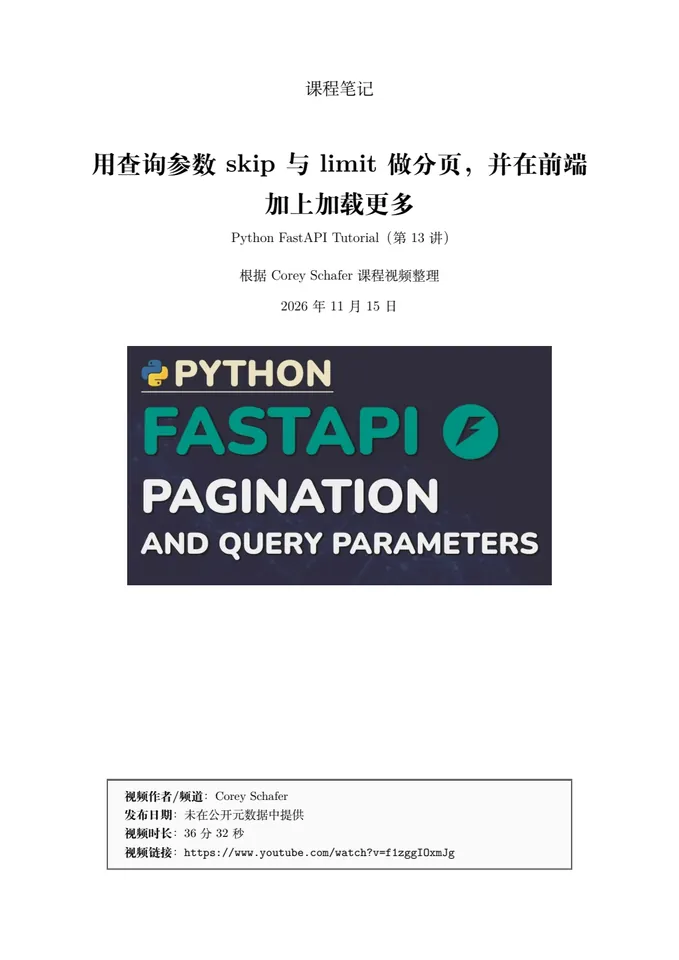 课程笔记
用查询参数 skip 与 limit 做分页，并在前端
加上加载更多
Python FastAPI Tutorial（第 13 讲）
根据 Corey Schafer 课程视频整理
2026 年 11 月 15 日
PYTHON
FASTAPI
PAGINATION
AND QUERY PARAMETERS
视频作者/频道：Corey Schafer
发布日期：未在公开元数据中提供
视频时长：36 分 32 秒
视频链接：https://www.youtube.com/watch?v=f1zggIOxmJg